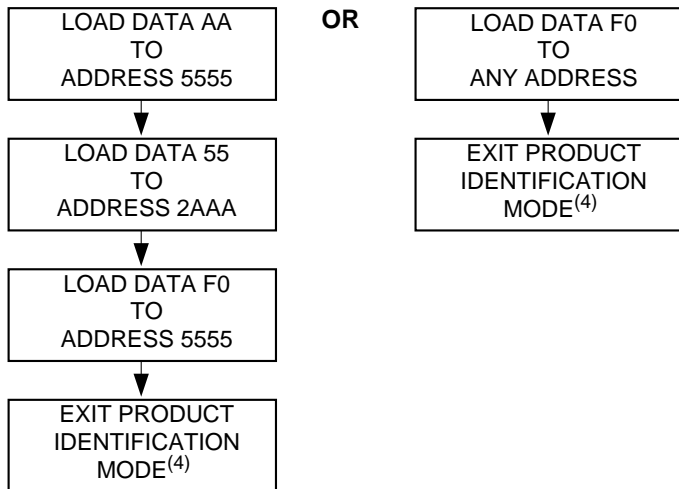 LOAD DATA AA
TO
ADDRESS 5555
LOAD DATA 55
TO
ADDRESS 2AAA
LOAD DATA F0
TO
ADDRESS 5555
EXIT PRODUCT
IDENTIFICATION
MODE(4)
OR
LOAD DATA F0
TO
ANY ADDRESS
EXIT PRODUCT
IDENTIFICATION
MODE(4)